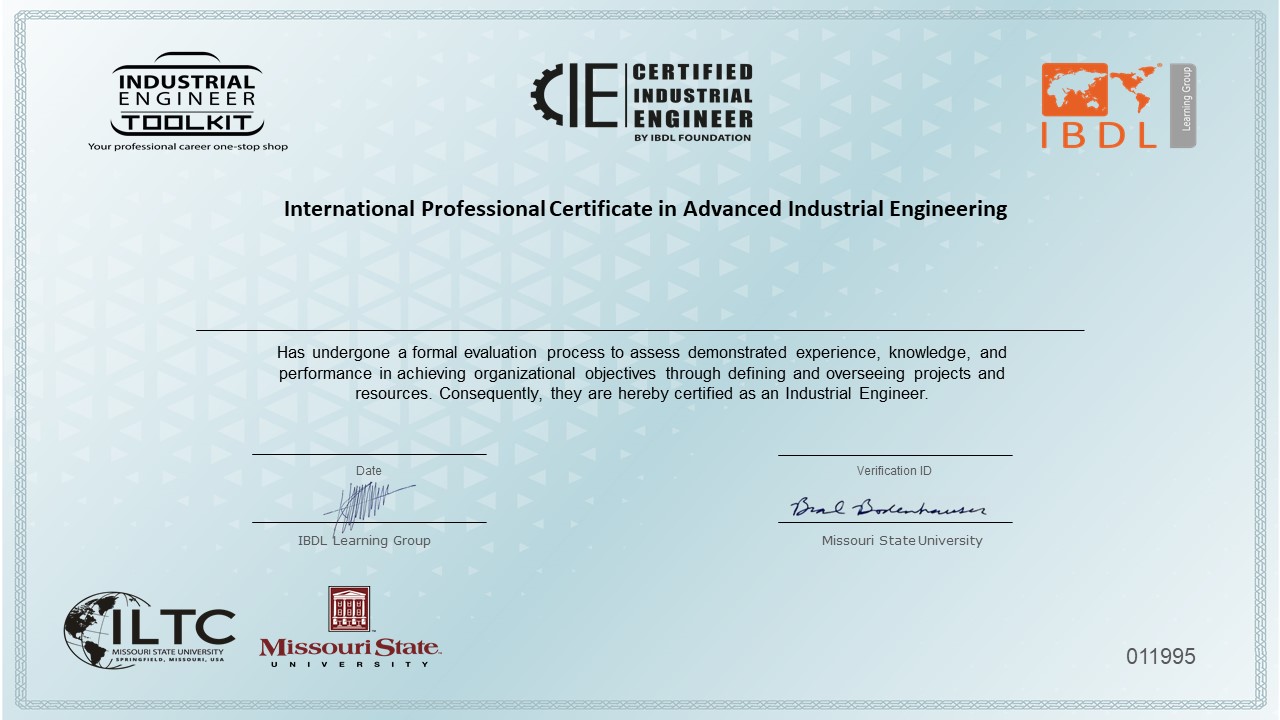 INDUSTRIAL
ENGINEER
TOOLKIT
Your professional career one-stop shop
CIE
CERTIFIED
INDUSTRIAL
ENGINEER
BY IBDL FOUNDATION
IBDL
Learning Group
International Professional Certificate in Advanced Industrial Engineering
Has undergone a formal evaluation process to assess demonstrated experience, knowledge, and
performance in achieving organizational objectives through defining and overseeing projects and
resources. Consequently, they are hereby certified as an Industrial Engineer.
Date
Verification ID
Brad Bodenhausen
IBDL Learning Group
Missouri State University
ILTC
MISSOURI STATE UNIVERSITY
SPRINGFIELD, MISSOURI, USA
Missouri State
UNIVERSITY
011995